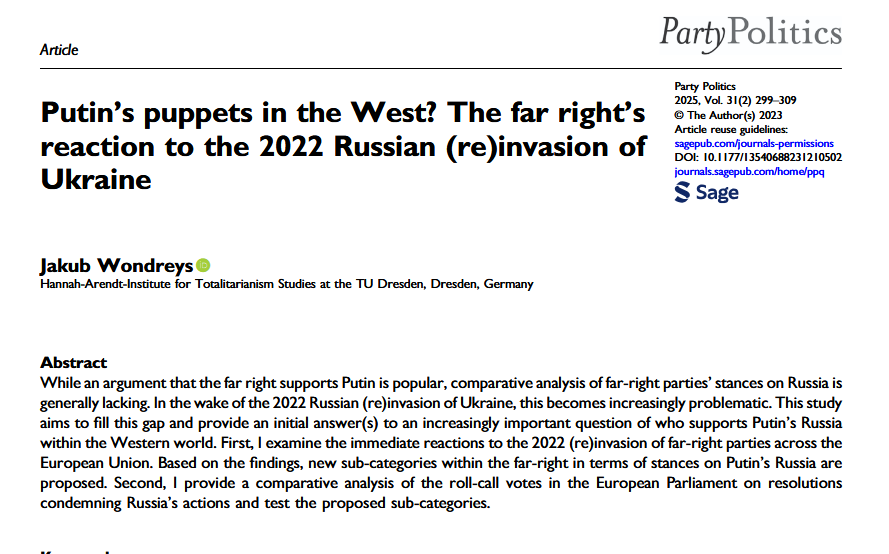 Article
PartyPolitics
Putin's puppets in the West? The far right's
reaction to the 2022 Russian (re)invasion of
Ukraine
Party Politics
2025, Vol. 31(2) 299–309
© The Author(s) 2023
Article reuse guidelines:
sagepub.com/journals-permissions
DOI: 10.1177/13540688231210502
journals.sagepub.com/home/ppq
Sage
Jakub Wondreys
iD
Hannah-Arendt-Institute for Totalitarianism Studies at the TU Dresden, Dresden, Germany
Abstract
While an argument that the far right supports Putin is popular, comparative analysis of far-right parties' stances on Russia is
generally lacking. In the wake of the 2022 Russian (re)invasion of Ukraine, this becomes increasingly problematic. This study
aims to fill this gap and provide an initial answer(s) to an increasingly important question of who supports Putin's Russia
within the Western world. First, I examine the immediate reactions to the 2022 (re)invasion of far-right parties across the
European Union. Based on the findings, new sub-categories within the far-right in terms of stances on Putin's Russia are
proposed. Second, I provide a comparative analysis of the roll-call votes in the European Parliament on resolutions
condemning Russia's actions and test the proposed sub-categories.